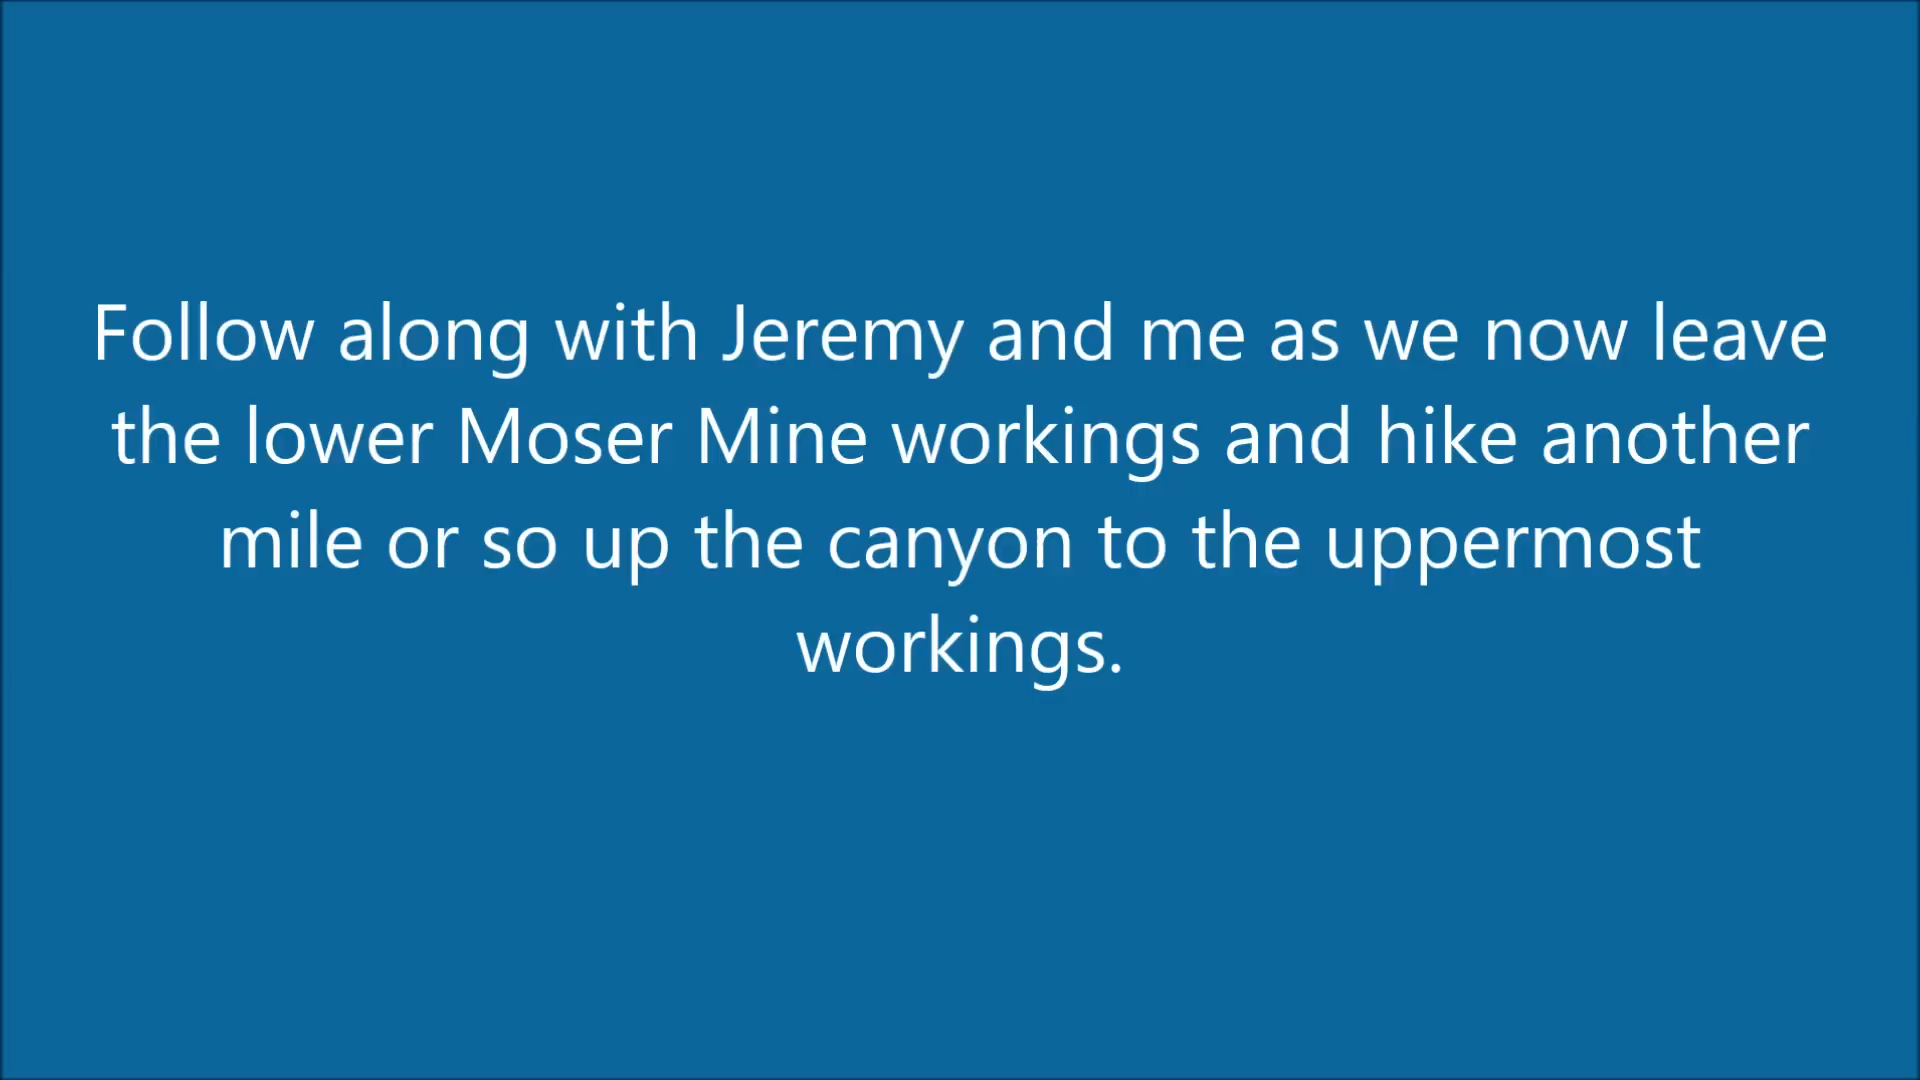 Follow along with Jeremy and me as we now leave
the lower Moser Mine workings and hike another
mile or so up the canyon to the uppermost
workings.